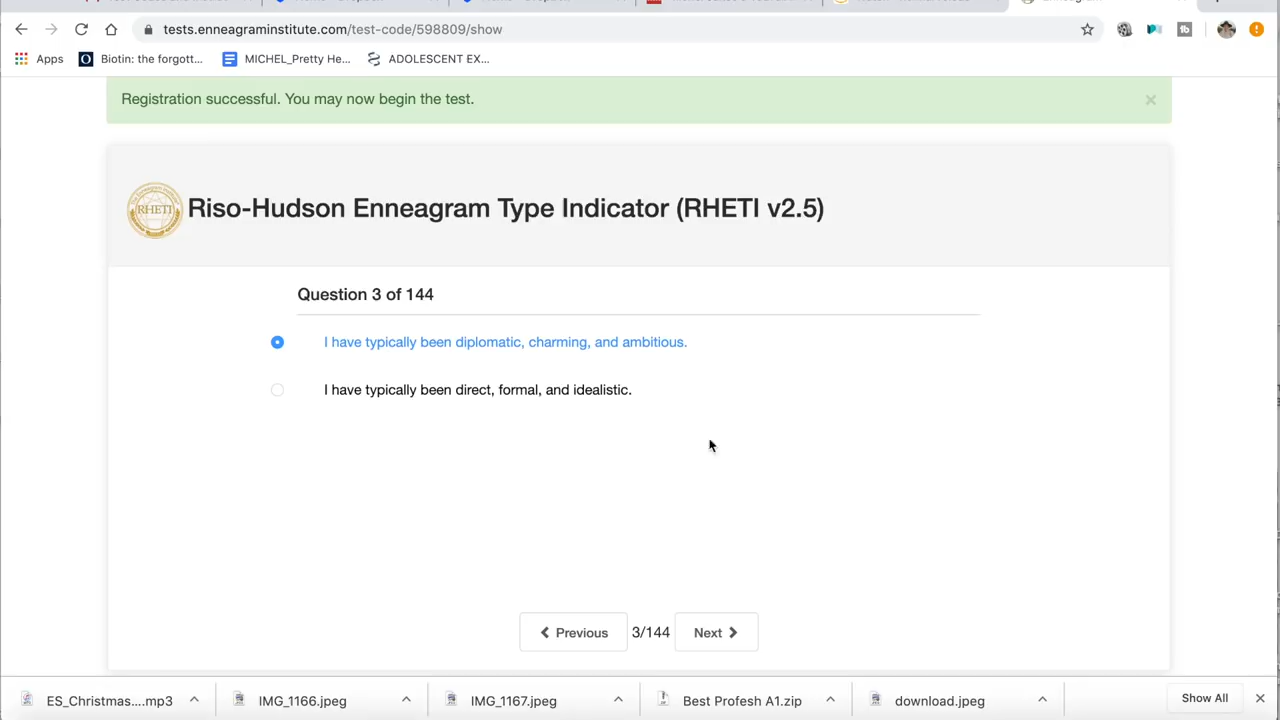 tests.enneagraminstitute.com/test-code/598809/show
Apps
Biotin: the forgott...
MICHEL_Pretty He...
ADOLESCENT EX...
Registration successful. You may now begin the test.
×
RHETI
Riso-Hudson Enneagram Type Indicator (RHETI v2.5)
Question 3 of 144
I have typically been diplomatic, charming, and ambitious.
I have typically been direct, formal, and idealistic.
Previous 3/144 Next
ES_Christmas....mp3
IMG_1166.jpeg
IMG_1167.jpeg
Best Profesh A1.zip
download.jpeg
Show All